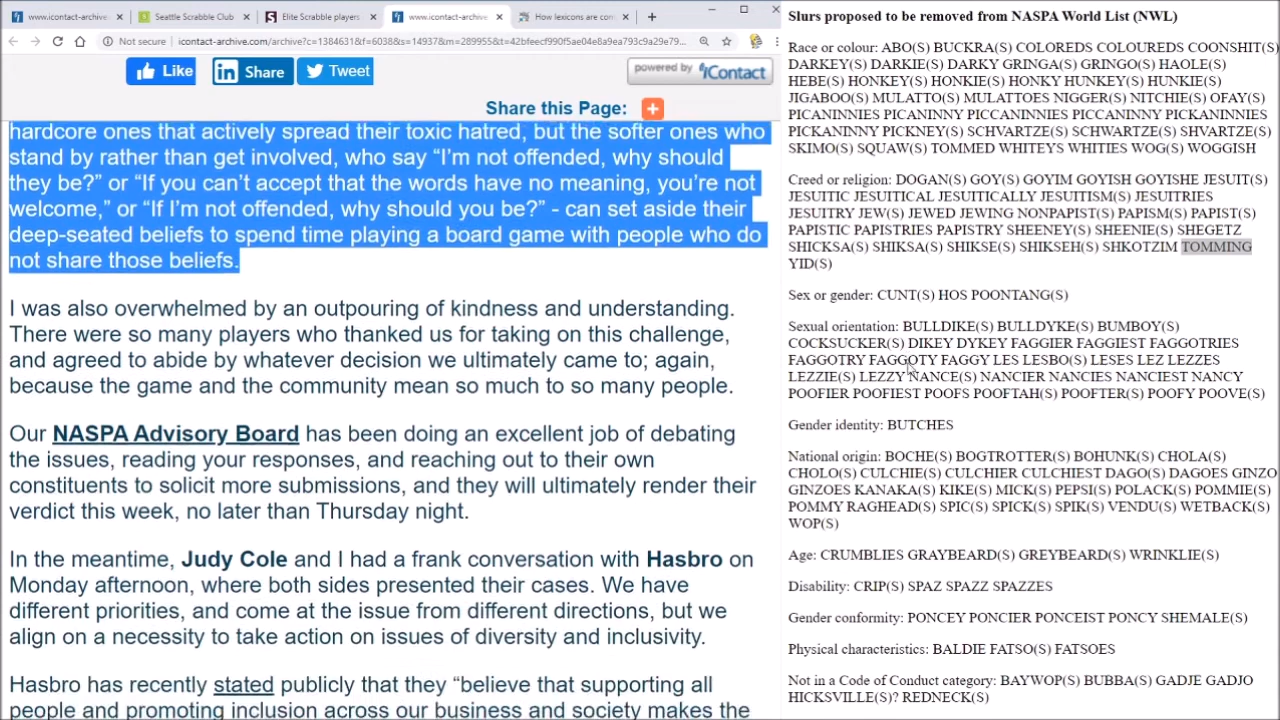 www.icontact-archive
Seattle Scrabble Club
Elite Scrabble players
www.icontact-archive
How lexicons are con
Not secure
icontact-archive.com/archive?c=1384631&f=6038&s=14937&m=289955&t=42bfeecf990f5ae04e8a9ea793c9a29e79...
Like
Share
Tweet
powered by iContact
Share this Page:
hardcore ones that actively spread their toxic hatred, but the softer ones who
stand by rather than get involved, who say “I’m not offended, why should
they be?” or “If you can’t accept that the words have no meaning, you’re not
welcome,” or “If I’m not offended, why should you be?” - can set aside their
deep-seated beliefs to spend time playing a board game with people who do
not share those beliefs.
I was also overwhelmed by an outpouring of kindness and understanding.
There were so many players who thanked us for taking on this challenge,
and agreed to abide by whatever decision we ultimately came to; again,
because the game and the community mean so much to so many people.
Our NASPA Advisory Board has been doing an excellent job of debating
the issues, reading your responses, and reaching out to their own
constituents to solicit more submissions, and they will ultimately render their
verdict this week, no later than Thursday night.
In the meantime, Judy Cole and I had a frank conversation with Hasbro on
Monday afternoon, where both sides presented their cases. We have
different priorities, and come at the issue from different directions, but we
align on a necessity to take action on issues of diversity and inclusivity.
Hasbro has recently stated publicly that they “believe that supporting all
people and promoting inclusion across our business and society makes the
Slurs proposed to be removed from NASPA World List (NWL)
Race or colour: ABO(S) BUCKRA(S) COLOREDS COLOUREDS COONSHIT(S)
DARKEY(S) DARKIE(S) DARKY GRINGA(S) GRINGO(S) HAOLE(S)
HEBE(S) HONKEY(S) HONKIE(S) HONKY HUNKEY(S) HUNKIE(S)
JIGABOO(S) MULATTO(S) MULATTOES NIGGER(S) NITCHIE(S) OFAY(S)
PICANINNIES PICANINNY PICCANINNIES PICCANINNY PICKANINNIES
PICKANINNY PICKNEY(S) SCHVARTZE(S) SCHWARTZE(S) SHVARTZE(S)
SKIMO(S) SQUAW(S) TOMMED WHITEYS WHITIES WOG(S) WOGGISH
Creed or religion: DOGAN(S) GOY(S) GOYIM GOYISH GOYISHE JESUIT(S)
JESUITIC JESUITICAL JESUITICALLY JESUITISM(S) JESUITRIES
JESUITRY JEW(S) JEWED JEWING NONPAPIST(S) PAPISM(S) PAPIST(S)
PAPISTIC PAPISTRIES PAPISTRY SHEENEY(S) SHEENIE(S) SHEGETZ
SHICKSA(S) SHIKSA(S) SHIKSE(S) SHIKSEH(S) SHKOTZIM TOMMING
YID(S)
Sex or gender: CUNT(S) HOS POONTANG(S)
Sexual orientation: BULLDIKE(S) BULLDYKE(S) BUMBOY(S)
COCKSUCKER(S) DIKEY DYKEY FAGGIER FAGGIEST FAGGOTRIES
FAGGOTRY FAGGOTY FAGGY LES LESBO(S) LESES LEZ LEZZES
LEZZIE(S) LEZZY NANCE(S) NANCIER NANCIES NANCIEST NANCY
POOFIER POOFIEST POOFS POOFTAH(S) POOFTER(S) POOFY POOVE(S)
Gender identity: BUTCHES
National origin: BOCHE(S) BOGTROTTER(S) BOHUNK(S) CHOLA(S)
CHOLO(S) CULCHIE(S) CULCHIER CULCHIEST DAGO(S) DAGOES GINZO
GINZOES KANAKA(S) KIKE(S) MICK(S) PEPSI(S) POLACK(S) POMMIE(S)
POMMY RAGHEAD(S) SPIC(S) SPICK(S) SPIK(S) VENDU(S) WETBACK(S)
WOP(S)
Age: CRUMBLIES GRAYBEARD(S) GREYBEARD(S) WRINKLIE(S)
Disability: CRIP(S) SPAZ SPAZZ SPAZZES
Gender conformity: PONCEY PONCIER PONCEIST PONCY SHEMALE(S)
Physical characteristics: BALDIE FATSO(S) FATSOES
Not in a Code of Conduct category: BAYWOP(S) BUBBA(S) GADJE GADJO
HICKSVILLE(S)? REDNECK(S)